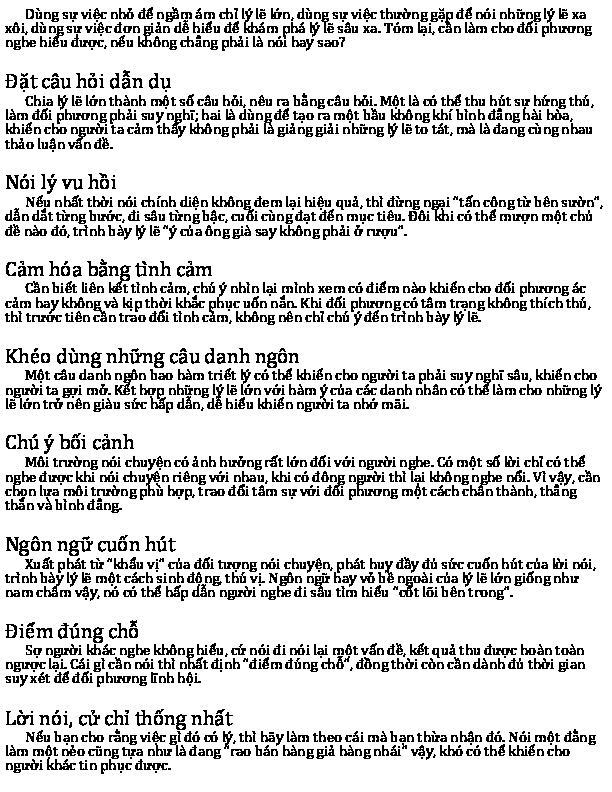 Dùng sự việc nhỏ để ngầm ám chỉ lý lẽ lớn, dùng sự việc thường gặp để nói những lý lẽ xa
xôi, dùng sự việc đơn giản dễ hiểu để khám phá lý lẽ sâu xa. Tóm lại, cần làm cho đối phương
nghe hiểu được, nếu không chẳng phải là nói hay sao?
Đặt câu hỏi dẫn dụ
Chia lý lẽ lớn thành một số câu hỏi, nêu ra bằng câu hỏi. Một là có thể thu hút sự hứng thú,
làm đối phương phải suy nghĩ; hai là dùng để tạo ra một bầu không khí bình đẳng hài hòa,
khiến cho người ta cảm thấy không phải là giảng giải những lý lẽ to tát, mà là đang cùng nhau
thảo luận vấn đề.
Nói lý vu hồi
Nếu nhất thời nói chính diện không đem lại hiệu quả, thì đừng ngại “tấn công từ bên sườn”,
dẫn dắt từng bước, đi sâu từng bậc, cuối cùng đạt đến mục tiêu. Đôi khi có thể mượn một chủ
đề nào đó, trình bày lý lẽ “ý của ông già say không phải ở rượu”.
Cảm hóa bằng tình cảm
Cần biết liên kết tình cảm, chú ý nhìn lại mình xem có điểm nào khiến cho đối phương ác
cảm hay không và kịp thời khắc phục uốn nắn. Khi đối phương có tâm trạng không thích thú,
thì trước tiên cần trao đổi tình cảm, không nên chỉ chú ý đến trình bày lý lẽ.
Khéo dùng những câu danh ngôn
Một câu danh ngôn bao hàm triết lý có thể khiến cho người ta phải suy nghĩ sâu, khiến cho
người ta gợi mở. Kết hợp những lý lẽ lớn với hàm ý của các danh nhân có thể làm cho những lý
lẽ lớn trở nên giàu sức hấp dẫn, dễ hiểu khiến người ta nhớ mãi.
Chú ý bối cảnh
Môi trường nói chuyện có ảnh hưởng rất lớn đối với người nghe. Có một số lời chỉ có thể
nghe được khi nói chuyện riêng với nhau, khi có đông người thì lại không nghe nổi. Vì vậy, cần
chọn lựa môi trường phù hợp, trao đổi tâm sự với đối phương một cách chân thành, thẳng
thắn và bình đẳng.
Ngôn ngữ cuốn hút
Xuất phát từ “khẩu vị” của đối tượng nói chuyện, phát huy đầy đủ sức cuốn hút của lời nói,
trình bày lý lẽ một cách sinh động, thú vị. Ngôn ngữ hay vỏ bề ngoài của lý lẽ lớn giống như
nam châm vậy, nó có thể hấp dẫn người nghe đi sâu tìm hiểu “cốt lõi bên trong”.
Điểm đúng chỗ
Sợ người khác nghe không hiểu, cứ nói đi nói lại một vấn đề, kết quả thu được hoàn toàn
ngược lại. Cái gì cần nói thì nhất định “điểm đúng chỗ”, đồng thời còn cần dành đủ thời gian
suy xét để đối phương lĩnh hội.
Lời nói, cử chỉ thống nhất
Nếu bạn cho rằng việc gì đó có lý, thì hãy làm theo cái mà bạn thừa nhận đó. Nói một đằng
làm một nẻo cũng tựa như là đang “rao bán hàng giả hàng nhái” vậy, khó có thể khiến cho
người khác tin phục được.